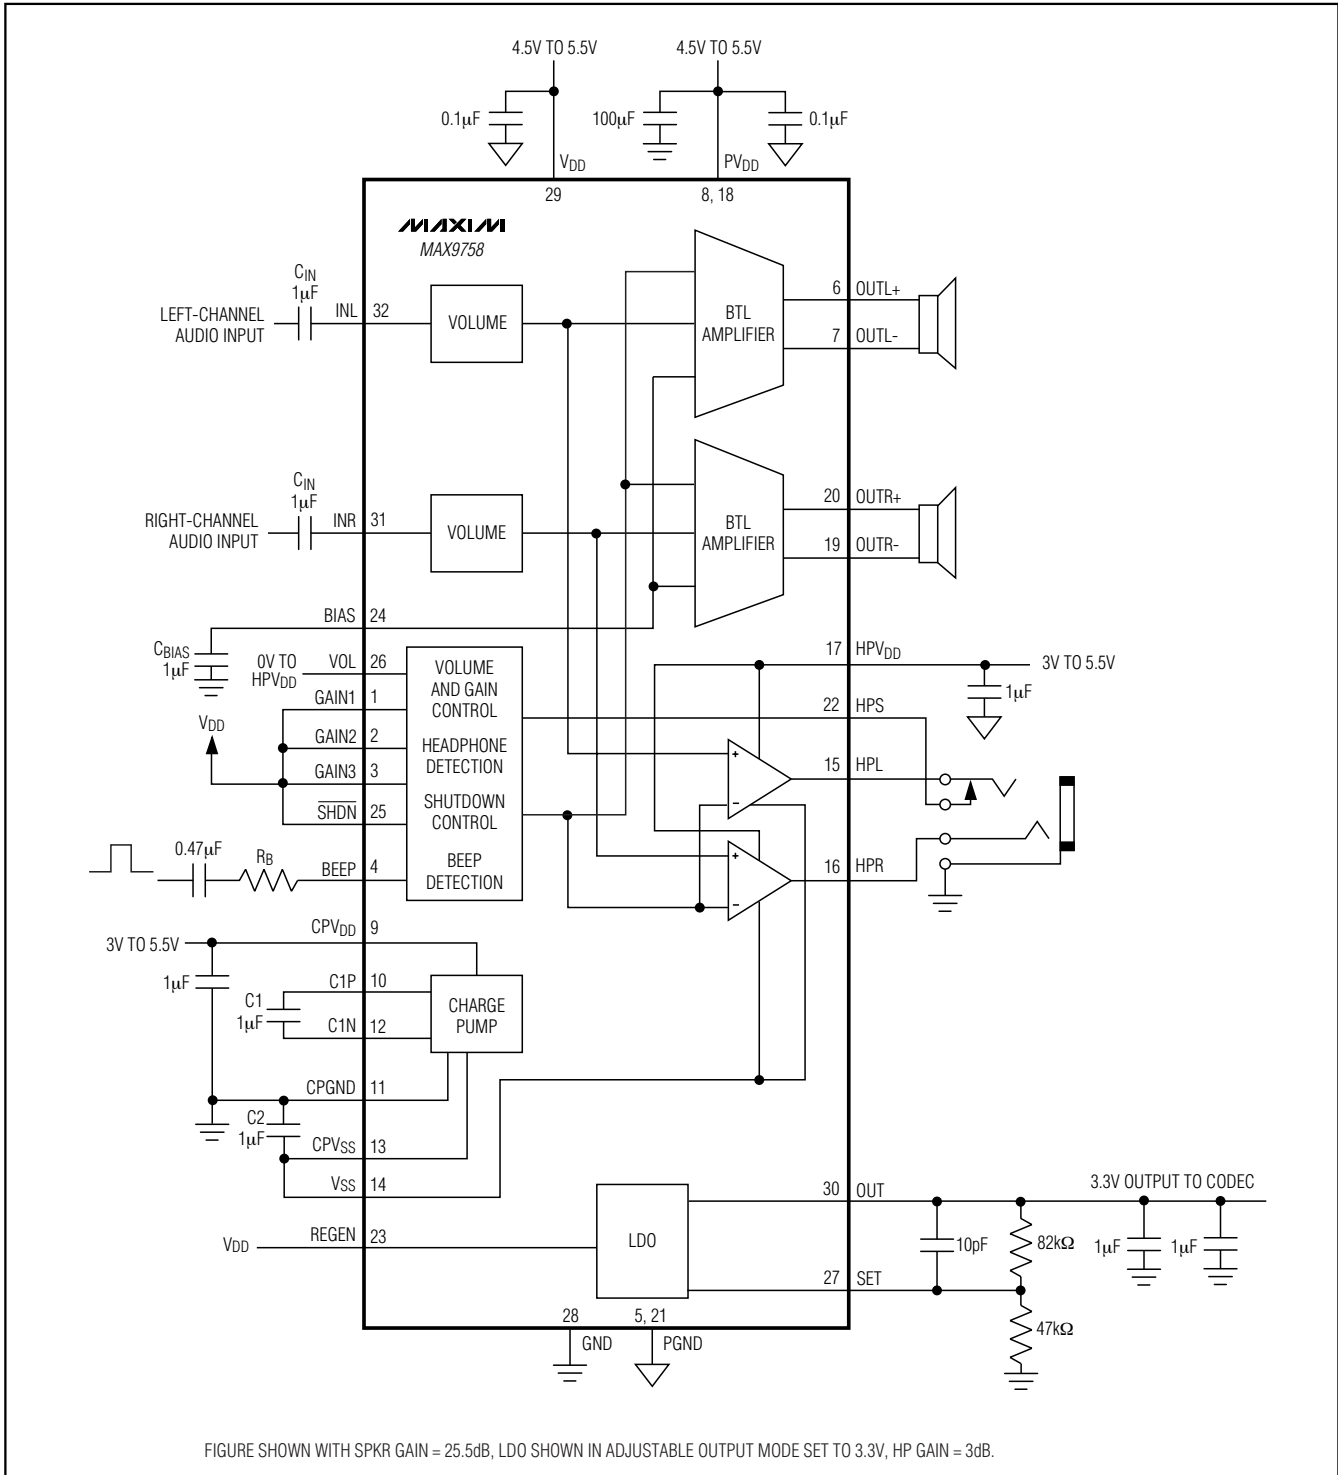 4.5V TO 5.5V
4.5V TO 5.5V
0.1μF
100μF
0.1μF
VDD
PVDD
29
8, 18
MAXIM
MAX9758
CIN
1μF
LEFT-CHANNEL
AUDIO INPUT
INL
32
VOLUME
BTL
AMPLIFIER
6
OUTL+
7
OUTL-
CIN
1μF
RIGHT-CHANNEL
AUDIO INPUT
INR
31
VOLUME
BTL
AMPLIFIER
20
OUTR+
19
OUTR-
BIAS
24
CBIAS
1μF
0V TO
HPVDD
VOL
26
GAIN1
1
VDD
GAIN2
2
GAIN3
3
SHDN
25
0.47μF
RB
BEEP
4
VOLUME
AND GAIN
CONTROL
HEADPHONE
DETECTION
SHUTDOWN
CONTROL
BEEP
DETECTION
17
HPVDD
3V TO 5.5V
1μF
22
HPS
+
-
15
HPL
+
-
16
HPR
CPVDD
9
3V TO 5.5V
1μF
C1P
10
C1
1μF
C1N
12
CHARGE
PUMP
CPGND
11
C2
1μF
CPVSS
13
VSS
14
VDD
REGEN
23
LDO
30
OUT
3.3V OUTPUT TO CODEC
10pF
82kΩ
1μF
1μF
27
SET
47kΩ
28
GND
5, 21
PGND
FIGURE SHOWN WITH SPKR GAIN = 25.5dB, LDO SHOWN IN ADJUSTABLE OUTPUT MODE SET TO 3.3V, HP GAIN = 3dB.